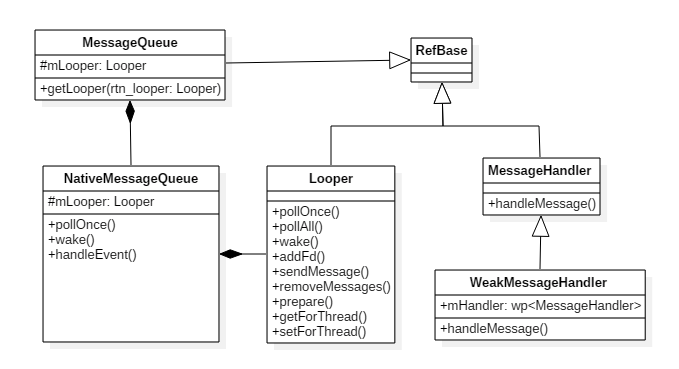 MessageQueue
#mLooper: Looper
+getLooper(rtn_looper: Looper)
RefBase
NativeMessageQueue
#mLooper: Looper
+pollOnce()
+wake()
+handleEvent()
Looper
+pollOnce()
+pollAll()
+wake()
+addFd()
+sendMessage()
+removeMessages()
+prepare()
+getForThread()
+setForThread()
MessageHandler
+handleMessage()
WeakMessageHandler
+mHandler: wp<MessageHandler>
+handleMessage()